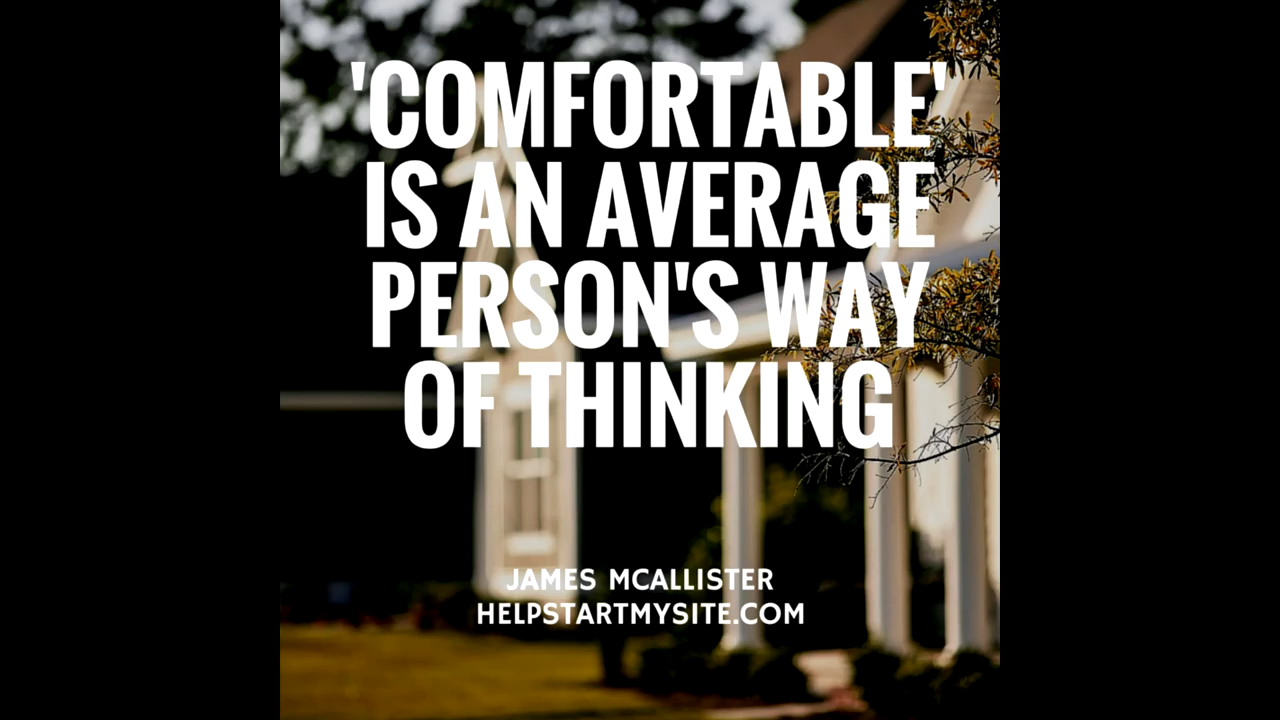 'COMFORTABLE'
IS AN AVERAGE
PERSON'S WAY
OF THINKING
JAMES MCALLISTER
HELPSTARTMYSITE.COM